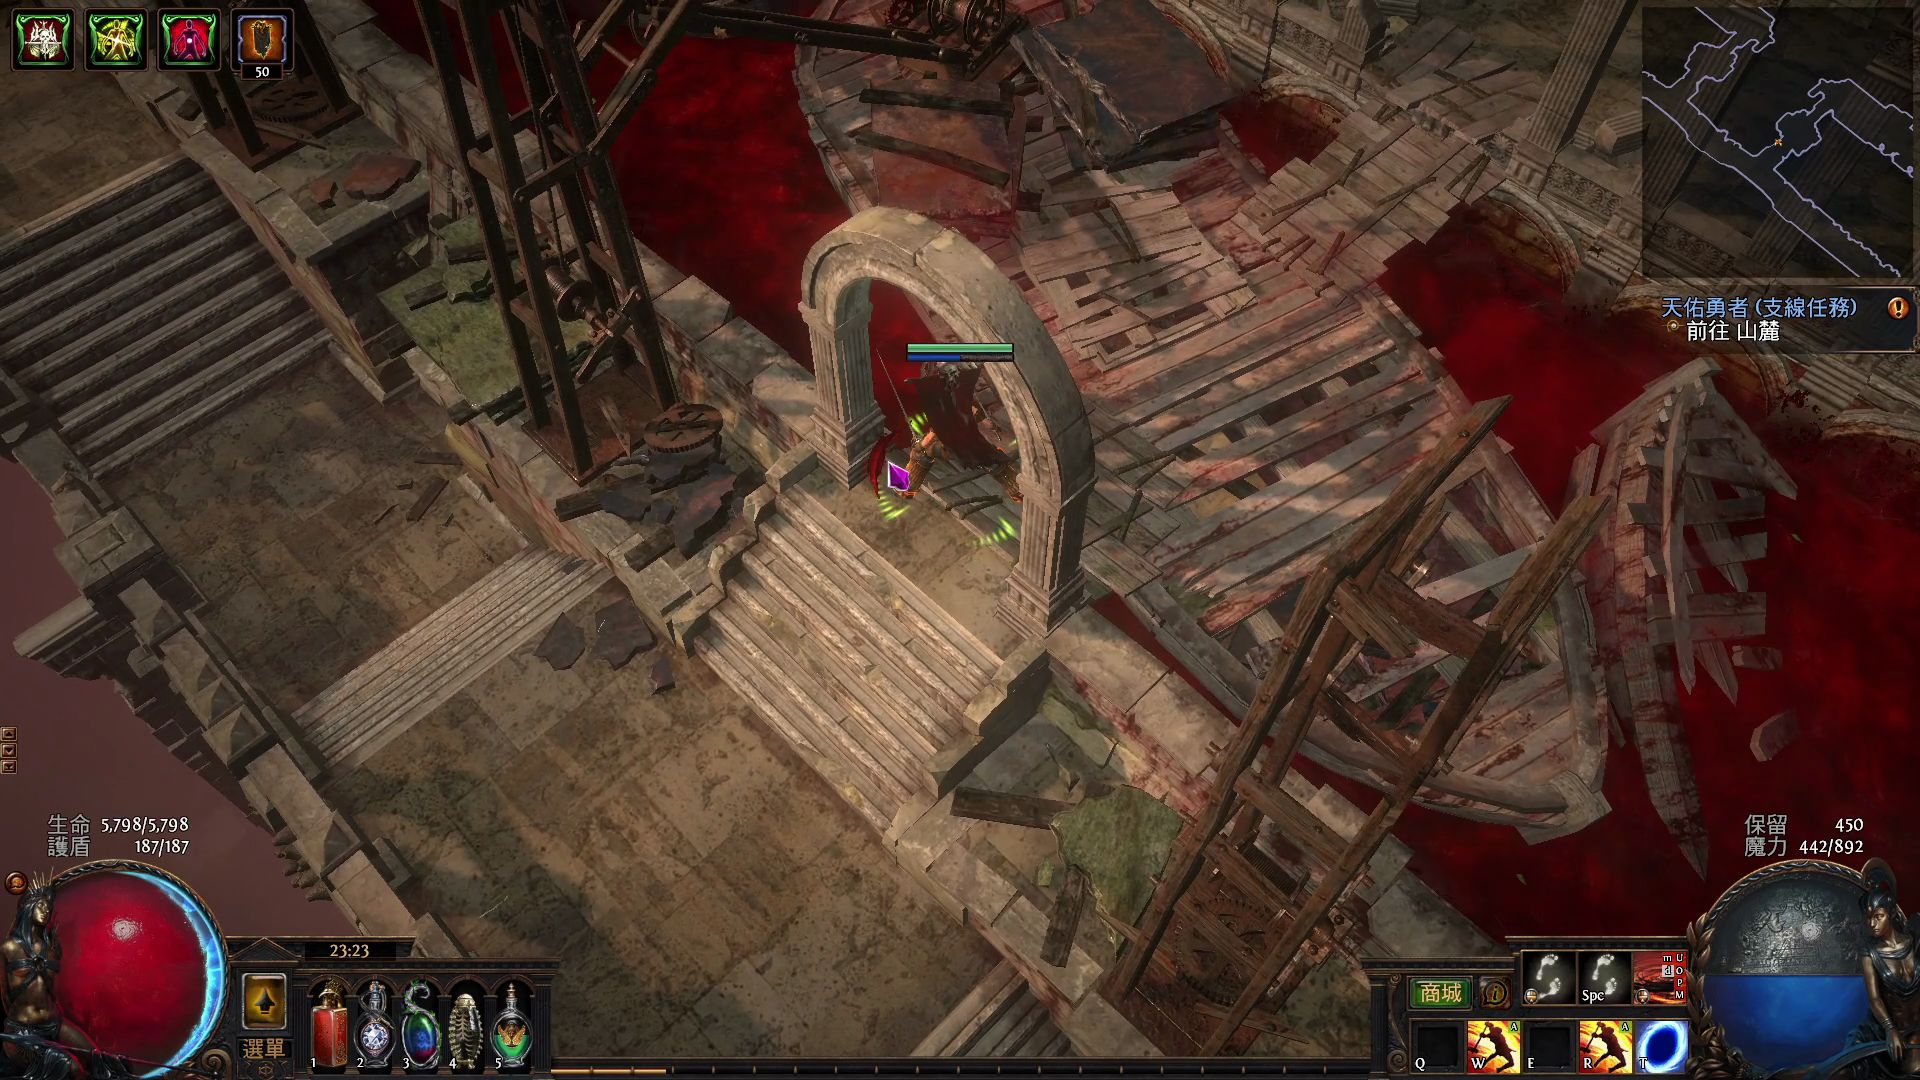 50
天佑勇者 (支線任務)
前往 山麓
生命 5,798/5,798
護盾 187/187
保留 450
魔力 442/892
23:23
選單
1 2 3 4 5
商城
Spc
m U
d O
P
M
Q W A E R A T